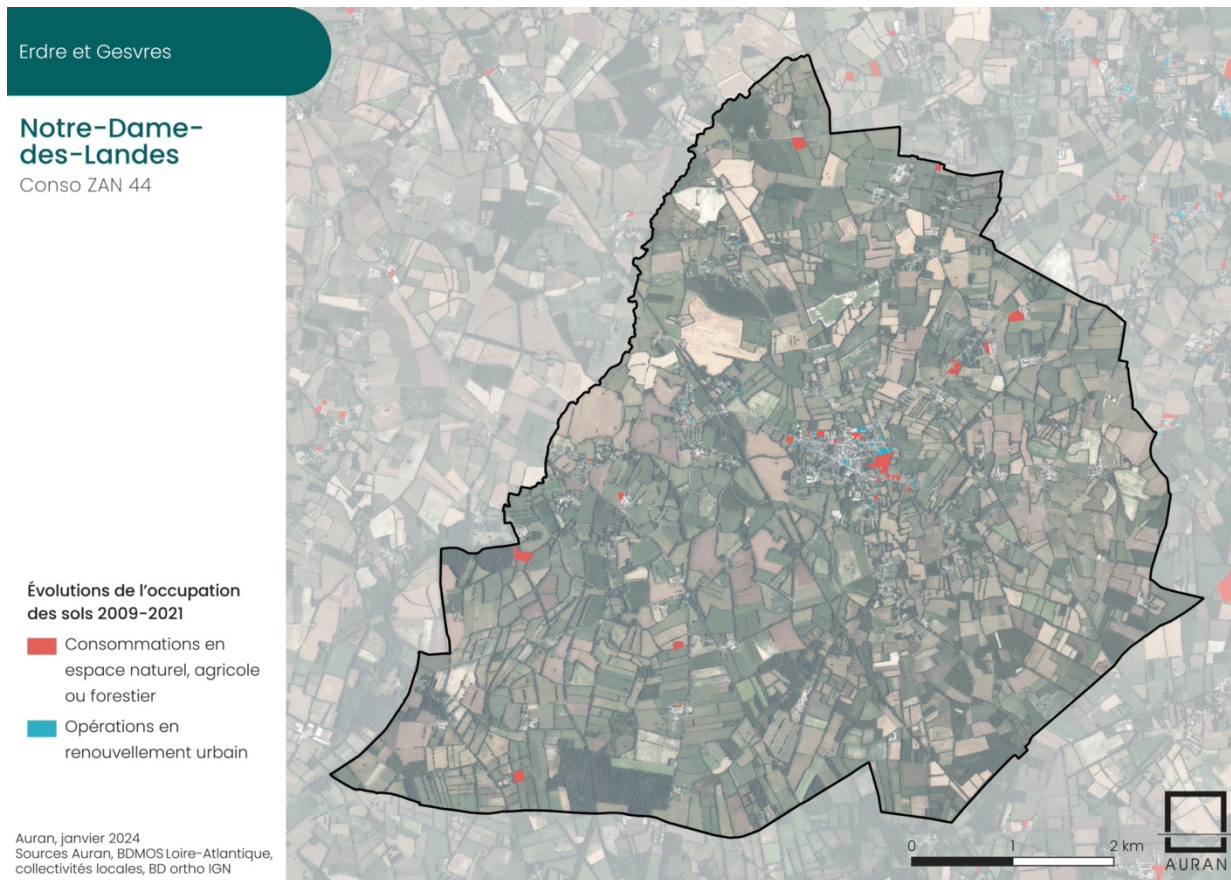 Erdre et Gesvres
Notre-Dame-
des-Landes
Conso ZAN 44
Évolutions de l'occupation
des sols 2009-2021
Consommations en
espace naturel, agricole
ou forestier
Opérations en
renouvellement urbain
Auran, janvier 2024
Sources Auran, BDMOS Loire-Atlantique,
collectivités locales, BD ortho IGN
0 1 2 km
AURAN